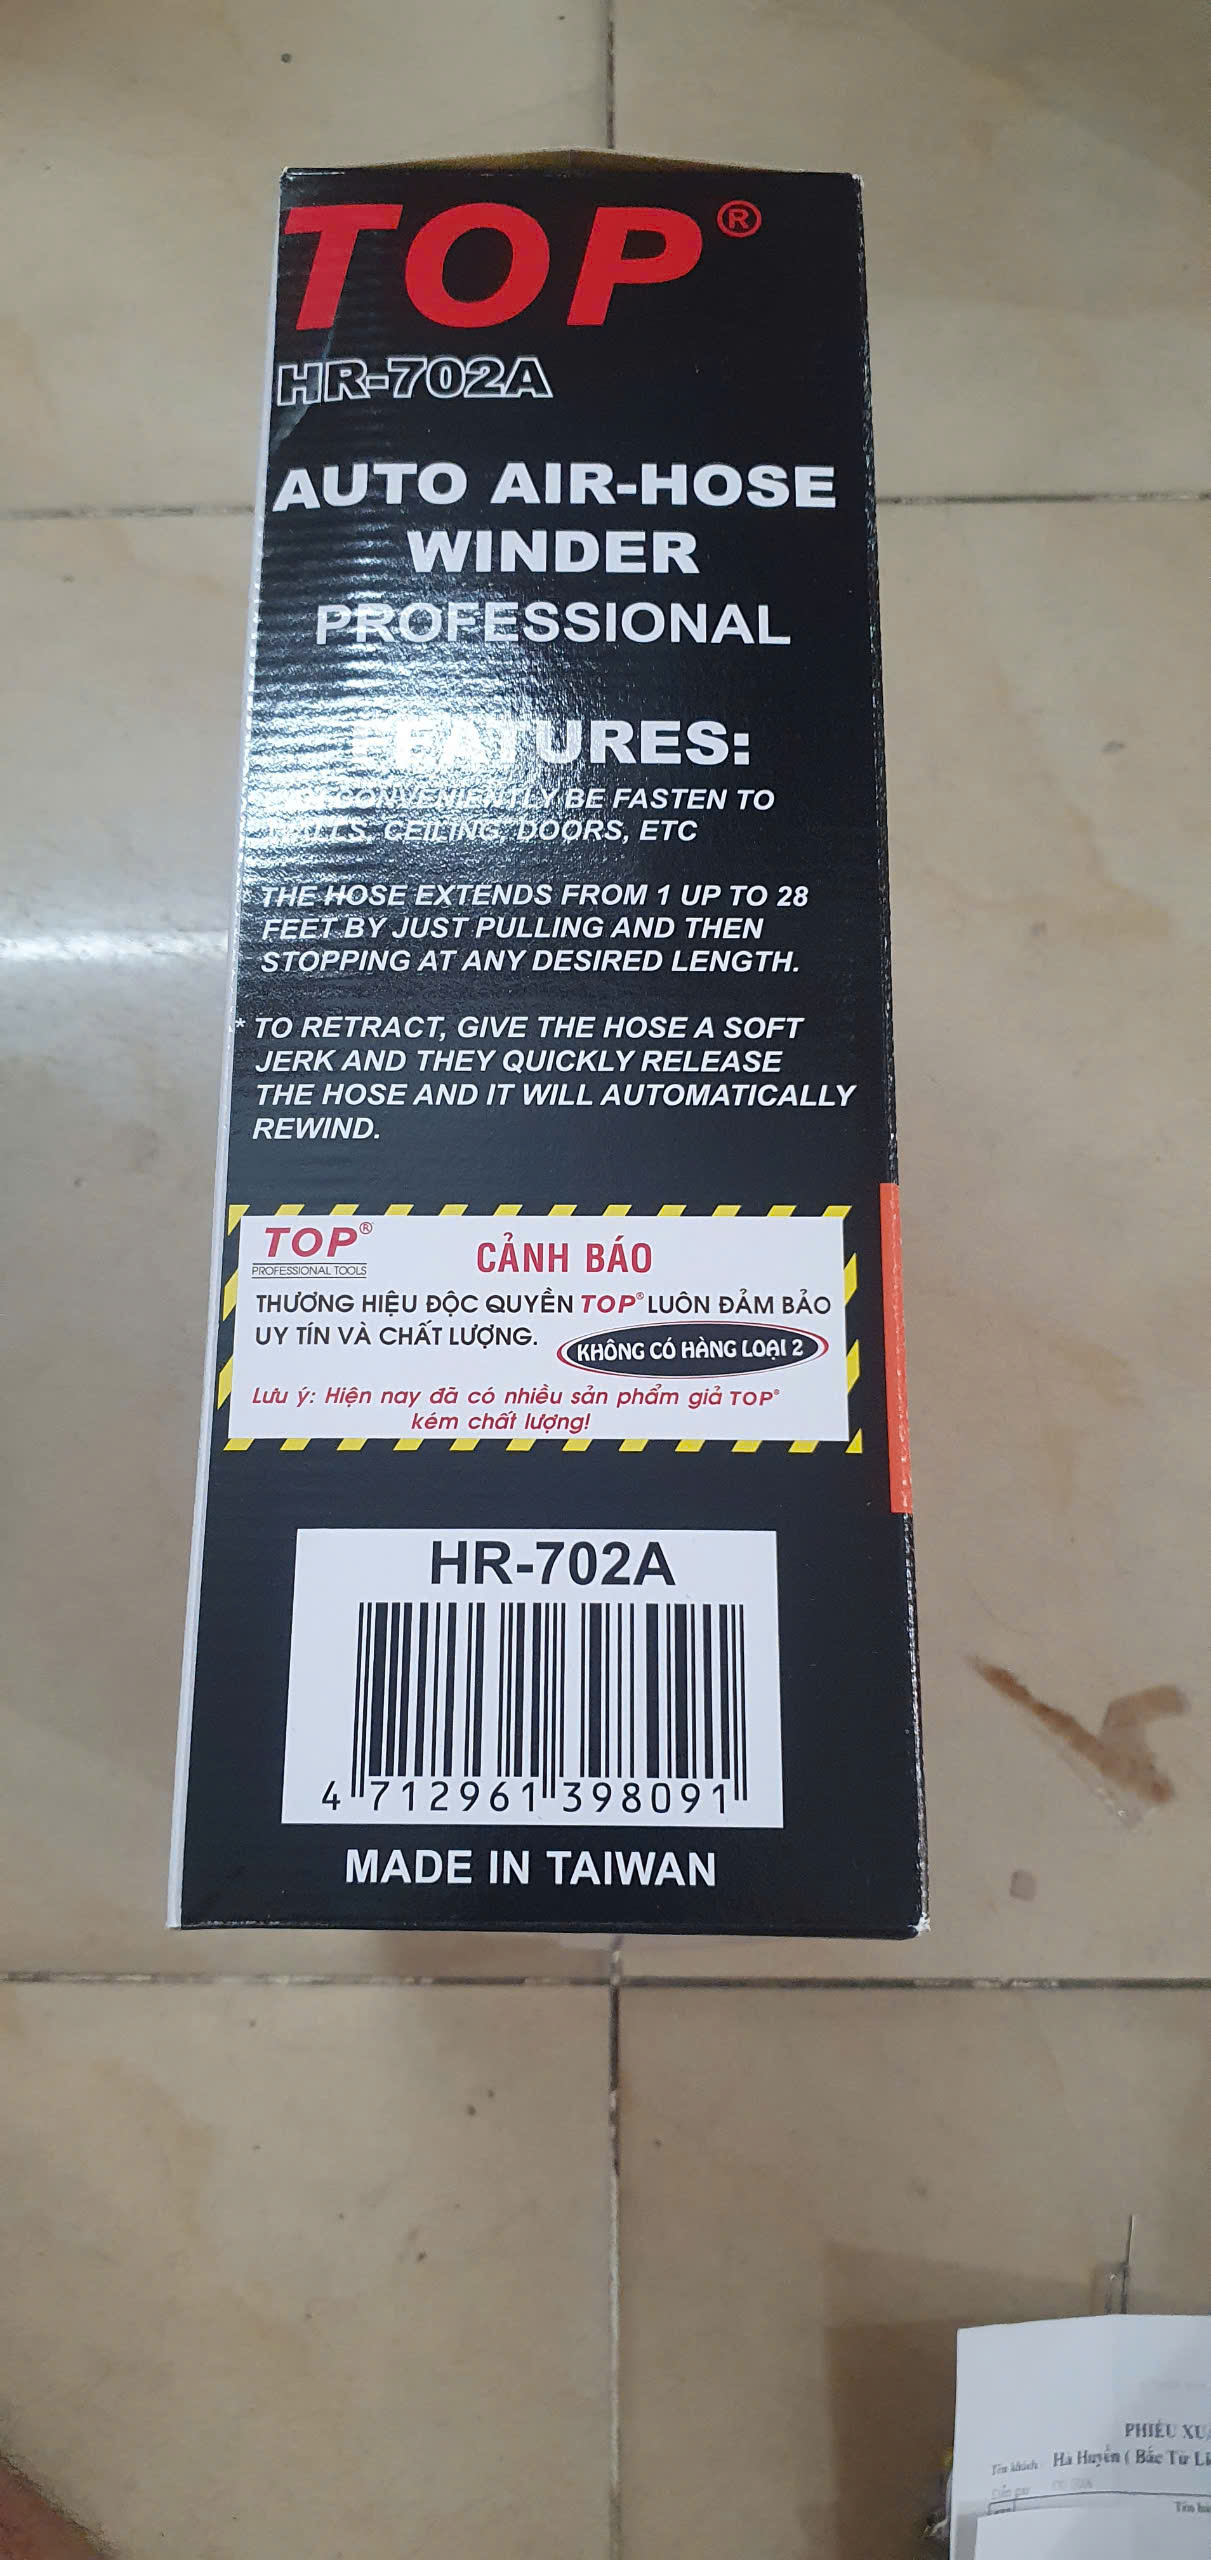 TOP®
HR-702A
AUTO AIR-HOSE
WINDER
PROFESSIONAL
FEATURES:
CONVENIENTLY BE FASTEN TO
WALLS, CEILING, DOORS, ETC
THE HOSE EXTENDS FROM 1 UP TO 28
FEET BY JUST PULLING AND THEN
STOPPING AT ANY DESIRED LENGTH.
* TO RETRACT, GIVE THE HOSE A SOFT
JERK AND THEY QUICKLY RELEASE
THE HOSE AND IT WILL AUTOMATICALLY
REWIND.
TOP®
PROFESSIONAL TOOLS
CẢNH BÁO
THƯƠNG HIỆU ĐỘC QUYỀN TOP® LUÔN ĐẢM BẢO
UY TÍN VÀ CHẤT LƯỢNG.
KHÔNG CÓ HÀNG LOẠI 2
Lưu ý: Hiện nay đã có nhiều sản phẩm giả TOP®
kém chất lượng!
HR-702A
4 712961 398091
MADE IN TAIWAN
PHIẾU
Tên khách: Hà Huyền ( Bắc Từ
Tên